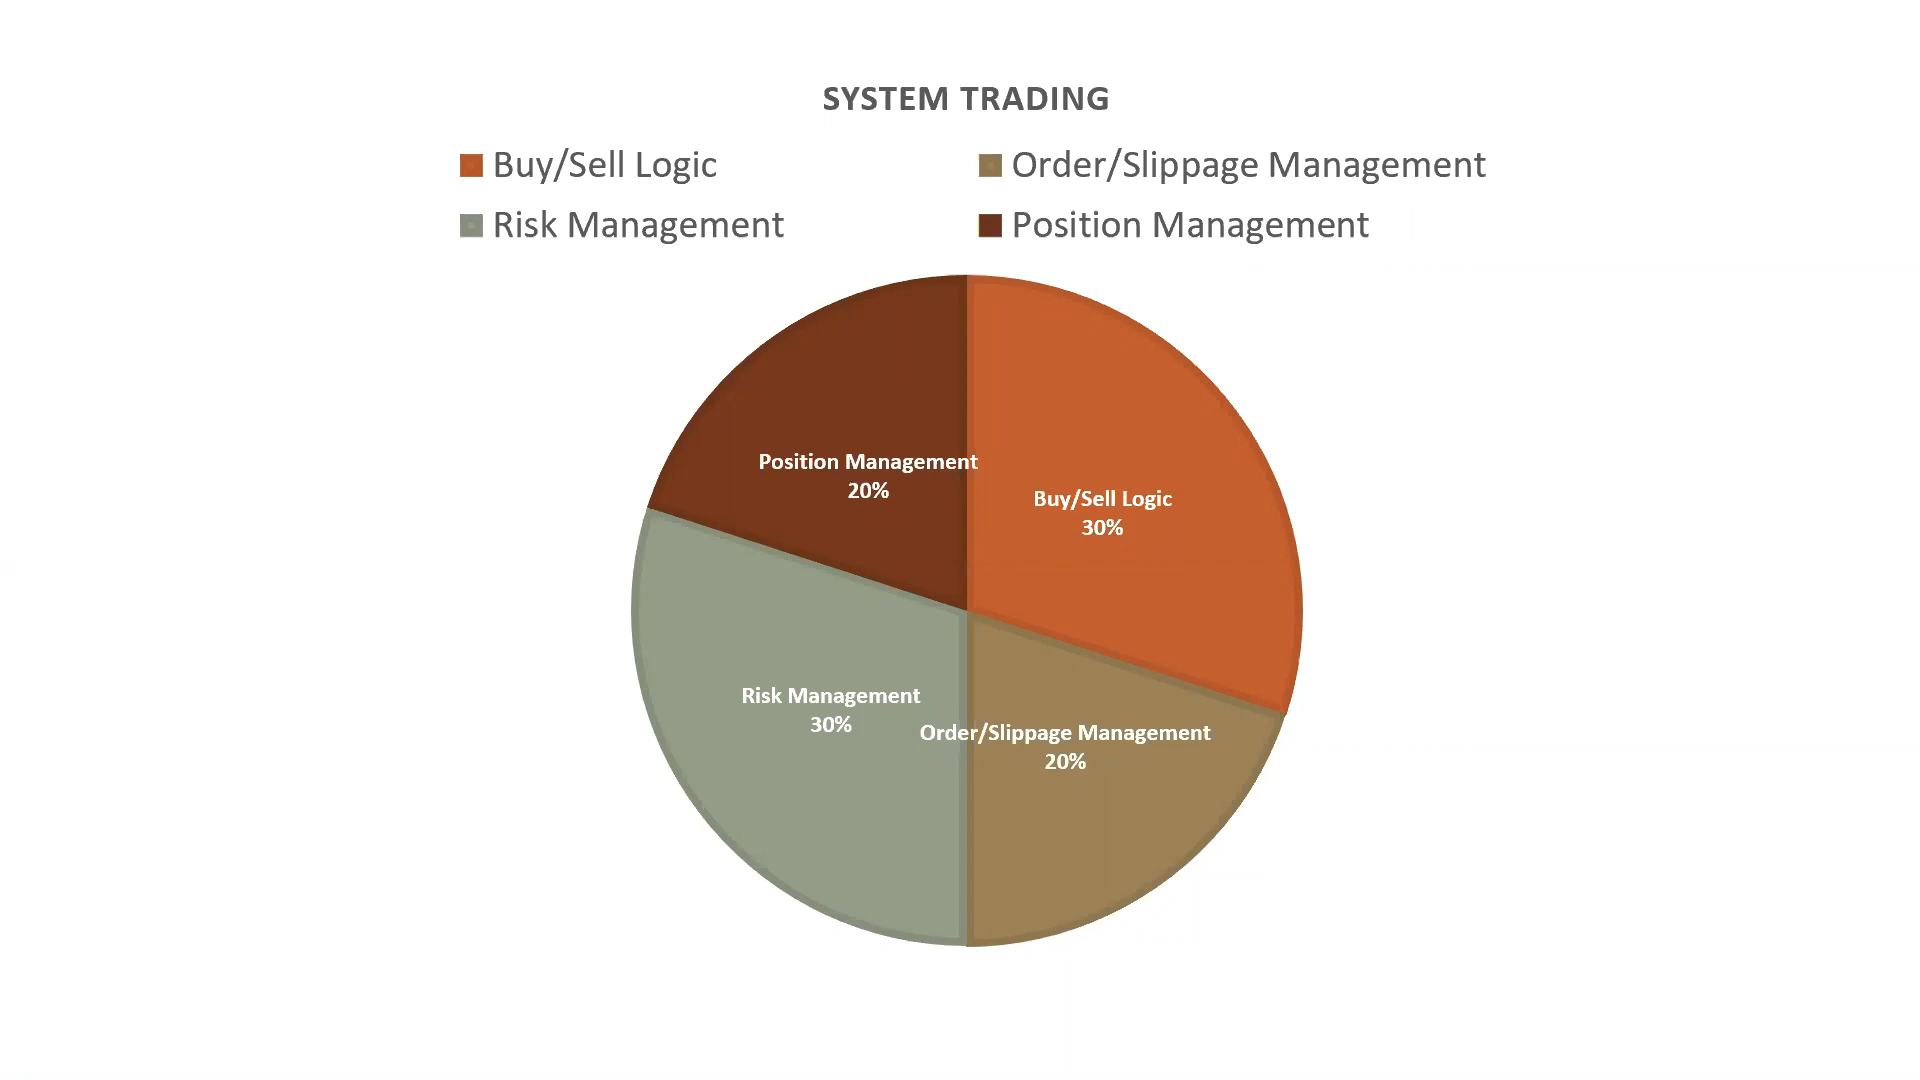 SYSTEM TRADING
Buy/Sell Logic
Order/Slippage Management
Risk Management
Position Management
Position Management
20%
Buy/Sell Logic
30%
Risk Management
30%
Order/Slippage Management
20%